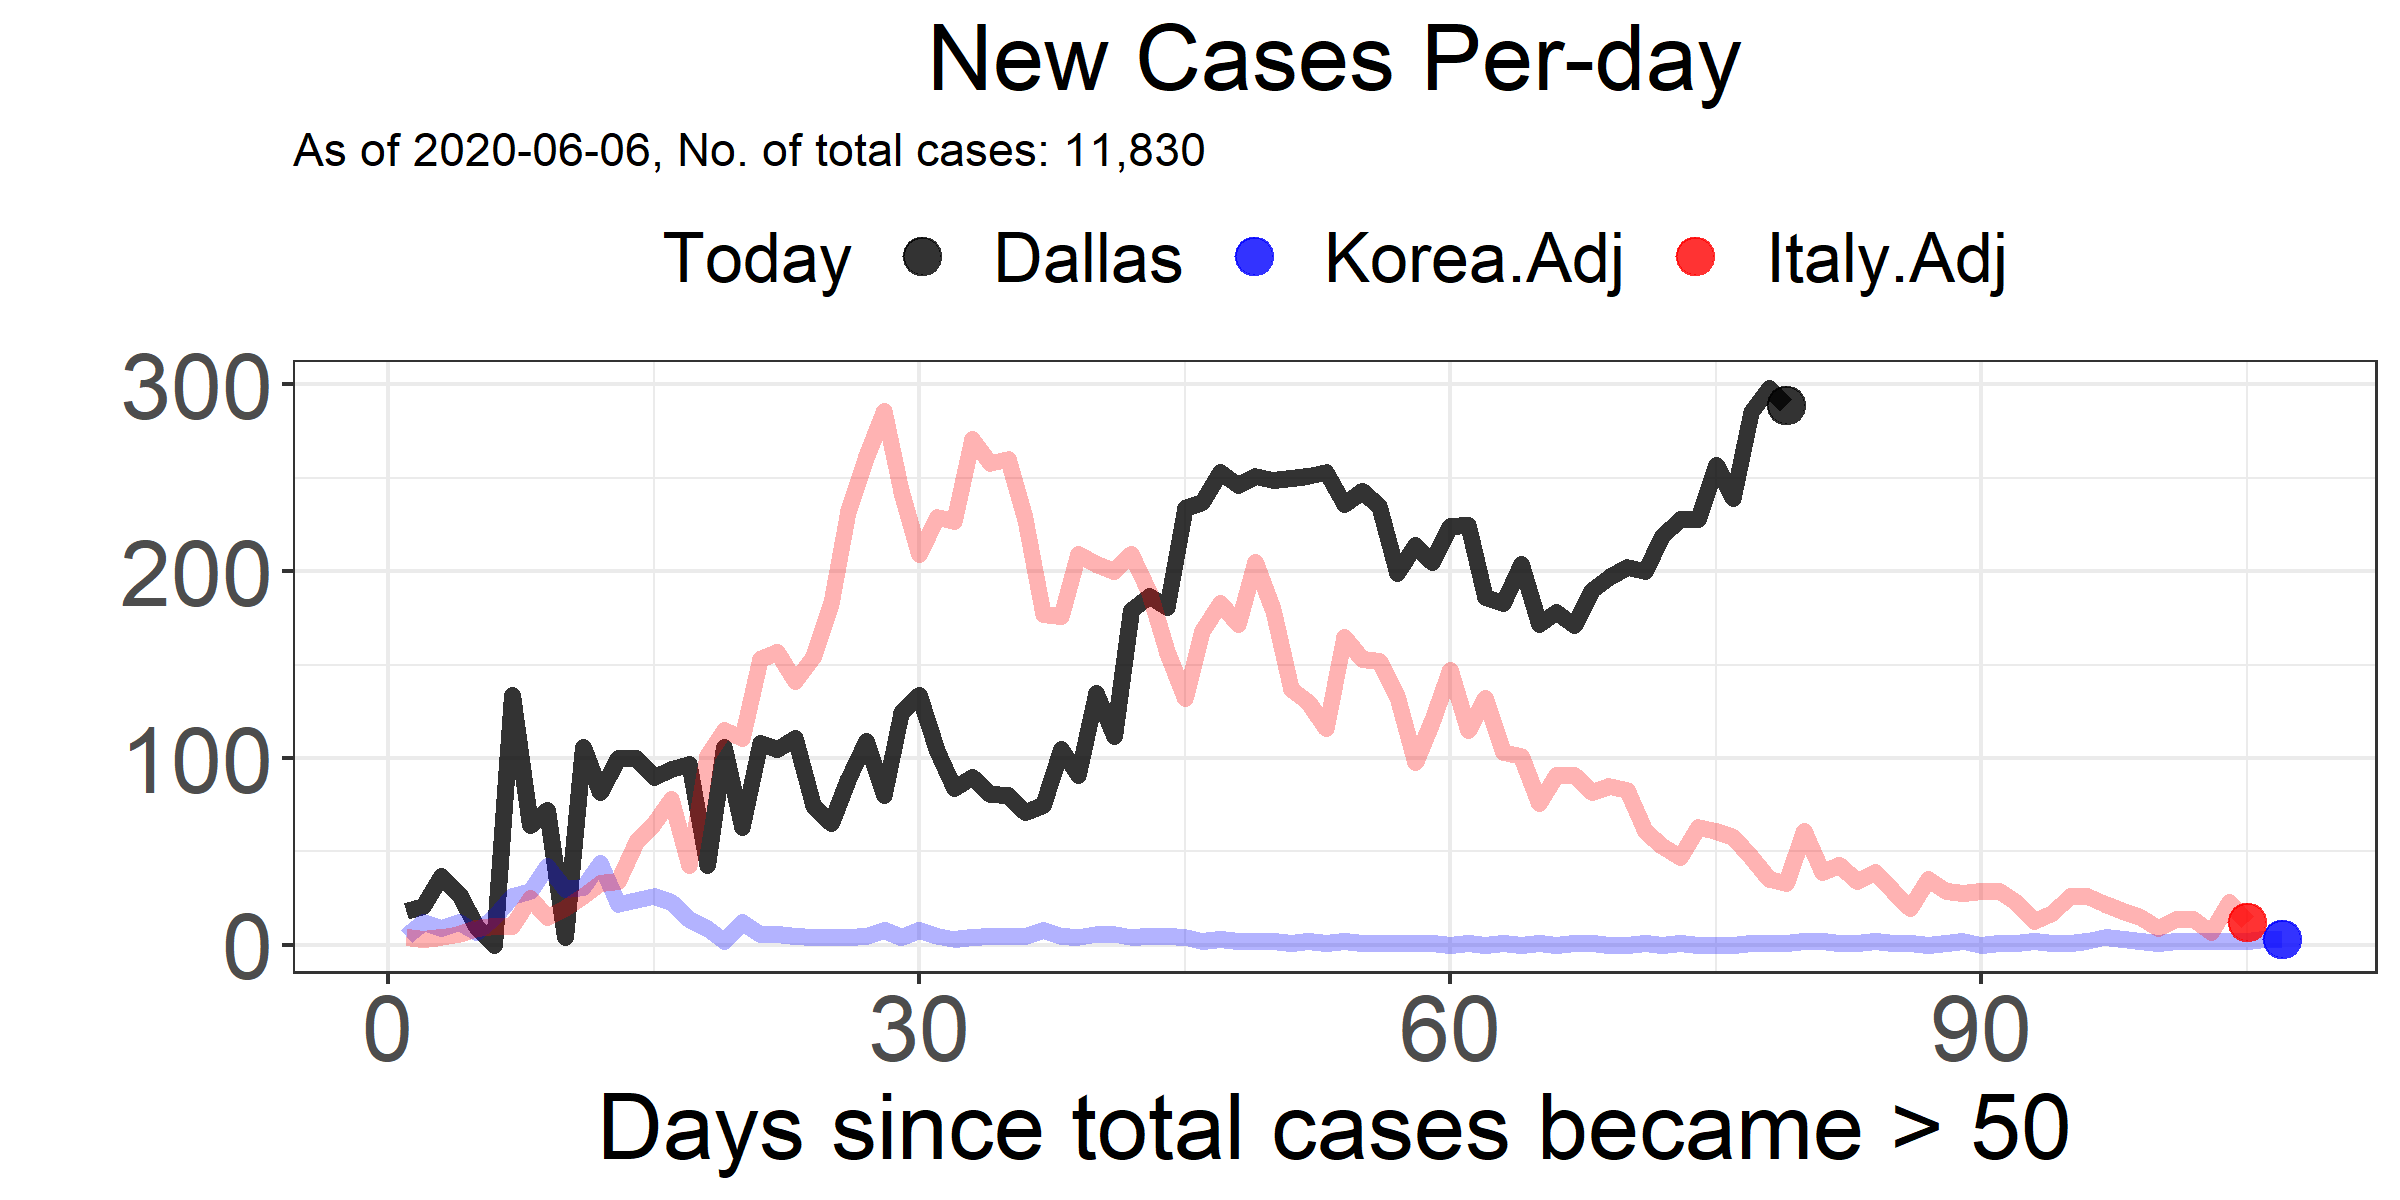 New Cases Per-day
As of 2020-06-06, No. of total cases: 11,830
Today Dallas Korea.Adj Italy.Adj
300
200
100
0
0 30 60 90
Days since total cases became > 50